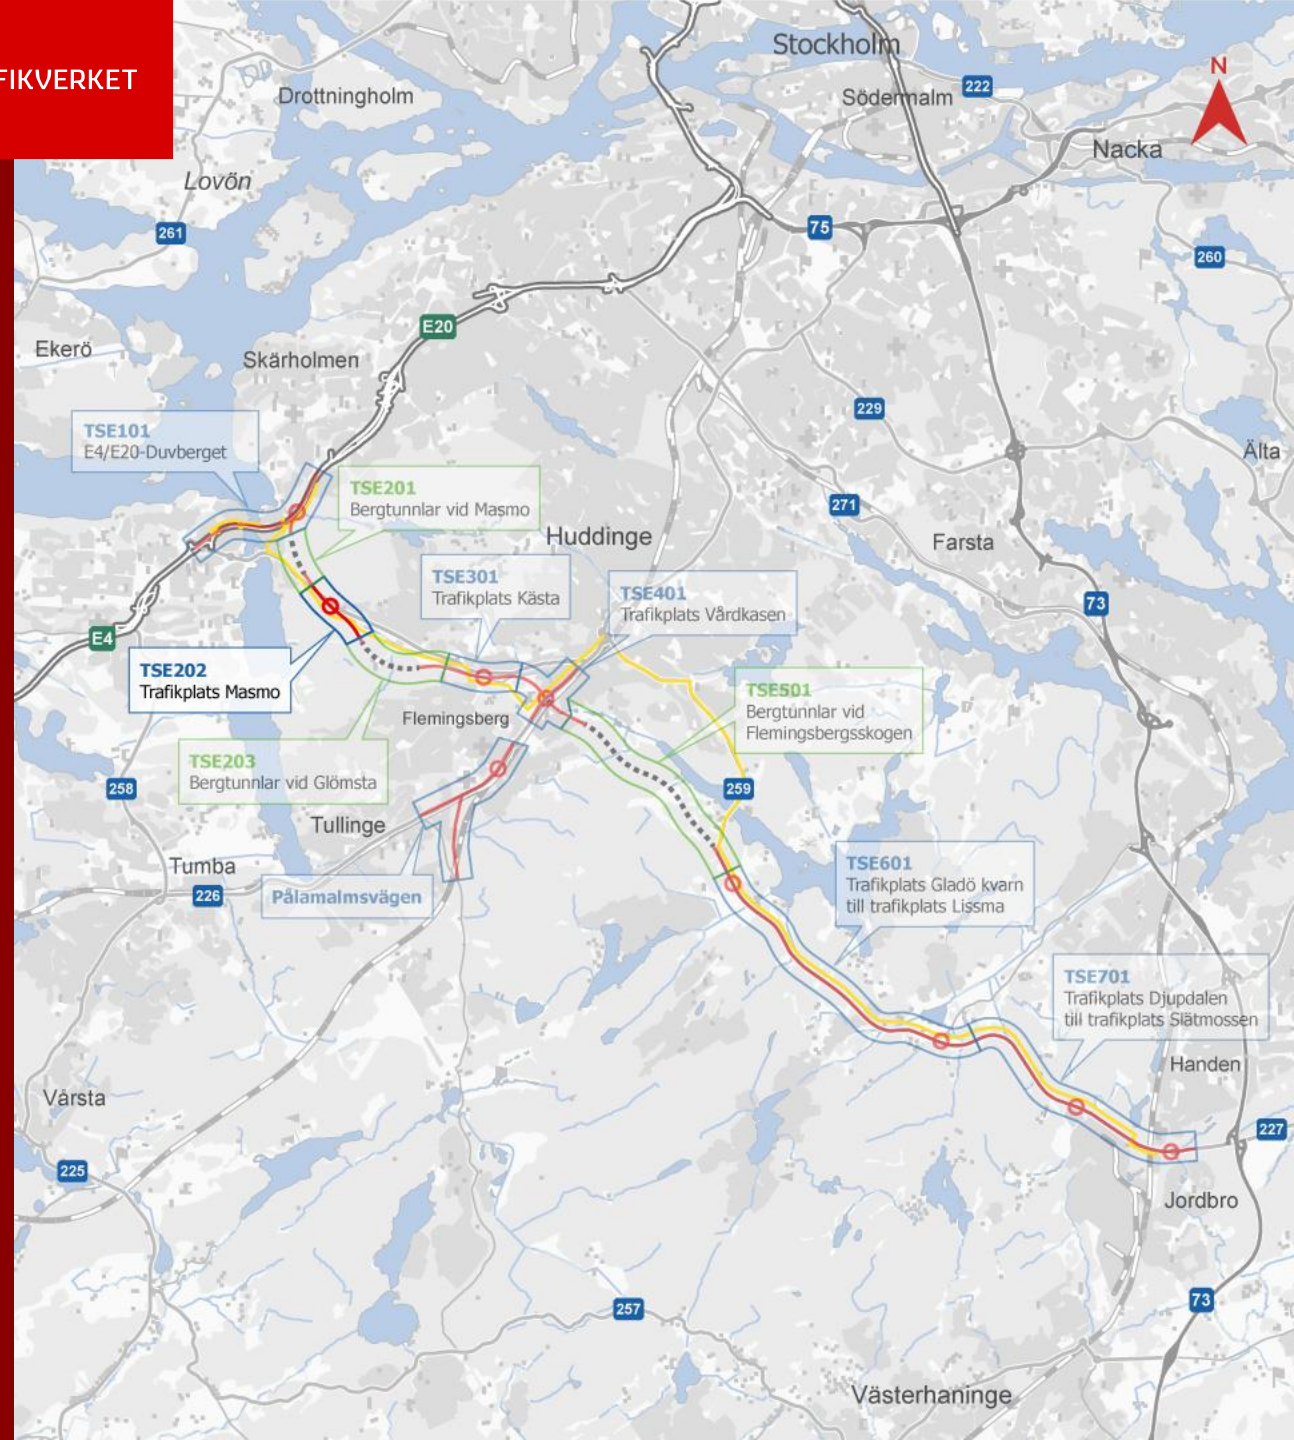 FIKVERKET
N
Stockholm
Drottningholm
Södermalm
222
Nacka
Lovön
261
75
260
E20
Ekerö
Skärholmen
229
TSE101
E4/E20-Duvberget
Älta
TSE201
Bergtunnlar vid Masmo
271
Huddinge
Farsta
TSE301
Trafikplats Kästa
TSE401
Trafikplats Vårdkasen
73
E4
TSE202
Trafikplats Masmo
TSE501
Bergtunnlar vid
Flemingsbergsskogen
Flemingsberg
TSE203
Bergtunnlar vid Glömsta
258
259
Tullinge
Tumba
226
Pålamalmsvägen
TSE601
Trafikplats Gladö kvarn
till trafikplats Lissma
TSE701
Trafikplats Djupdalen
till trafikplats Slätmossen
Handen
Vårsta
227
225
Jordbro
73
257
Västerhaninge